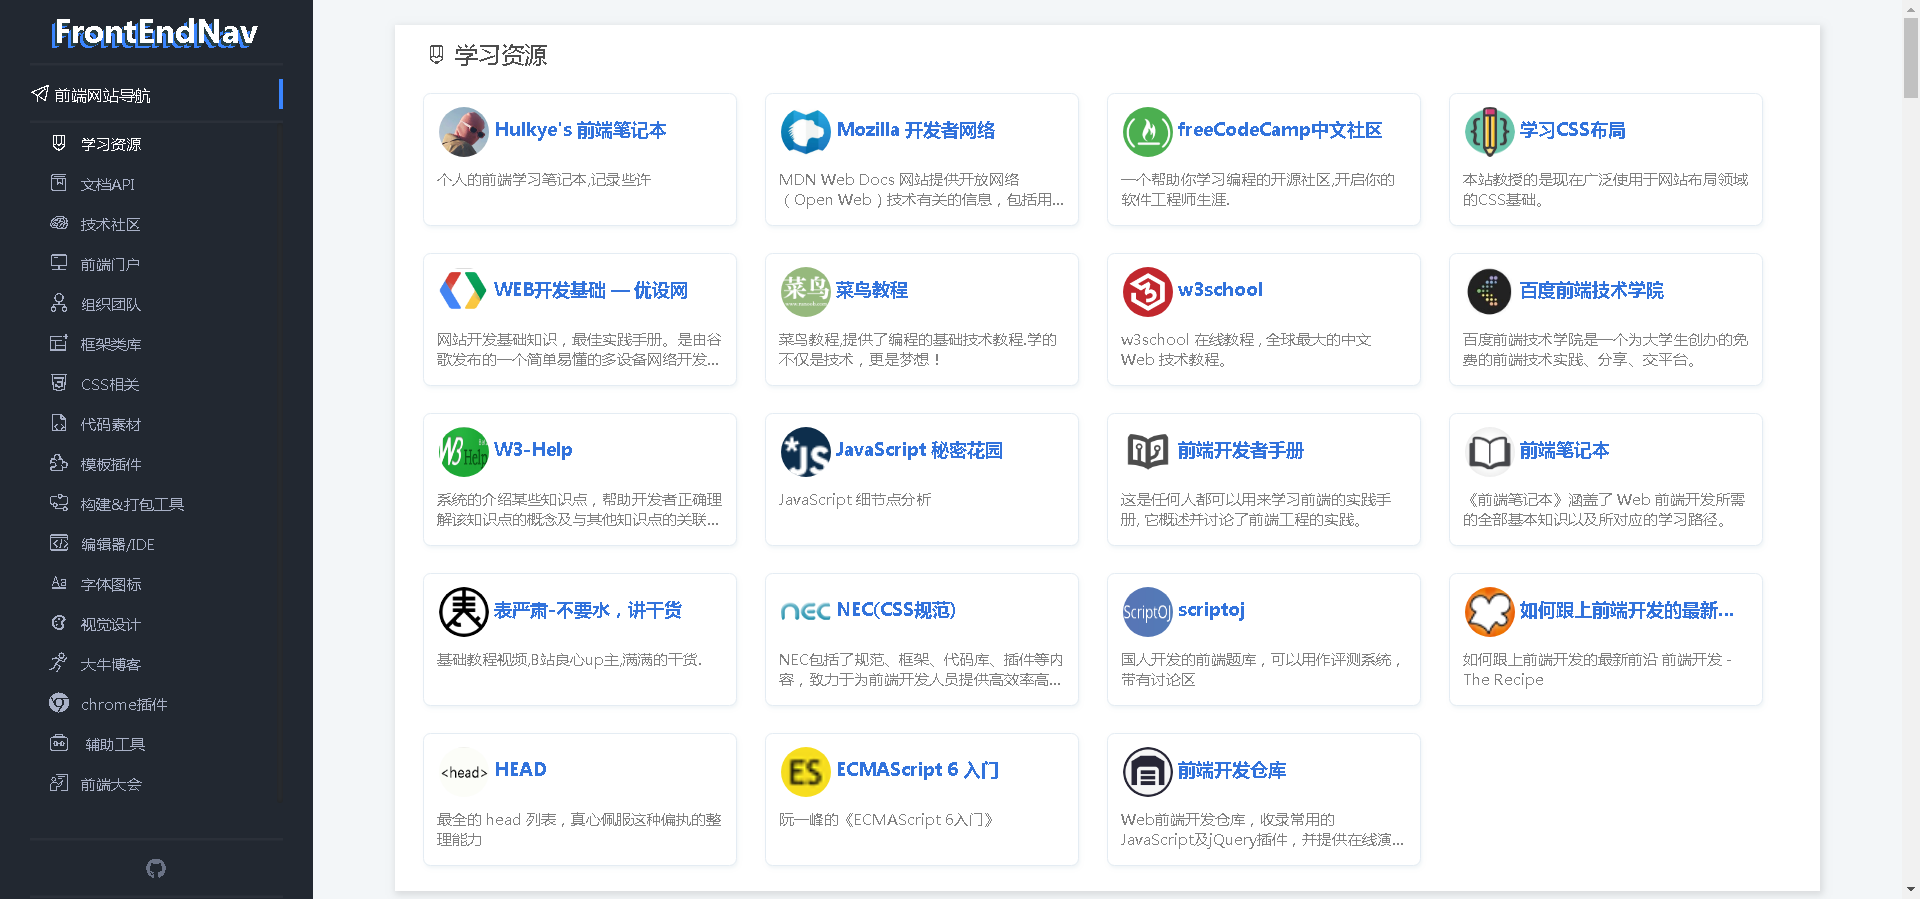 FrontEndNav
前端网站导航
学习资源
文档API
技术社区
前端门户
组织团队
框架类库
CSS相关
代码素材
模板插件
构建&打包工具
编辑器/IDE
字体图标
视觉设计
大牛博客
chrome插件
辅助工具
前端大会
学习资源
Hulkye's 前端笔记本
个人的前端学习笔记本,记录些许
Mozilla 开发者网络
MDN Web Docs 网站提供开放网络
（Open Web）技术有关的信息，包括用...
freeCodeCamp中文社区
一个帮助你学习编程的开源社区,开启你的
软件工程师生涯.
学习CSS布局
本站教授的是现在广泛使用于网站布局领域
的CSS基础。
WEB开发基础 — 优设网
网站开发基础知识，最佳实践手册。是由谷
歌发布的一个简单易懂的多设备网络开发...
菜鸟
菜鸟教程
菜鸟教程,提供了编程的基础技术教程.学的
不仅是技术，更是梦想！
w3school
w3school 在线教程 , 全球最大的中文
Web 技术教程。
百度前端技术学院
百度前端技术学院是一个为大学生创办的免
费的前端技术实践、分享、交平台。
W3 Help
W3-Help
系统的介绍某些知识点，帮助开发者正确理
解该知识点的概念及与其他知识点的关联...
*JS
JavaScript 秘密花园
JavaScript 细节点分析
前端开发者手册
这是任何人都可以用来学习前端的实践手
册, 它概述并讨论了前端工程的实践。
前端笔记本
《前端笔记本》涵盖了 Web 前端开发所需
的全部基本知识以及所对应的学习路径。
表严肃-不要水，讲干货
基础教程视频,B站良心up主,满满的干货.
nec
NEC(CSS规范)
NEC包括了规范、框架、代码库、插件等内
容，致力于为前端开发人员提供高效率高...
ScriptOJ
scriptoj
国人开发的前端题库，可以用作评测系统，
带有讨论区
如何跟上前端开发的最新...
如何跟上前端开发的最新前沿 前端开发 -
The Recipe
<head>
HEAD
最全的 head 列表，真心佩服这种偏执的整
理能力
ES
ECMAScript 6 入门
阮一峰的《ECMAScript 6入门》
前端开发仓库
Web前端开发仓库，收录常用的
JavaScript及jQuery插件，并提供在线演...